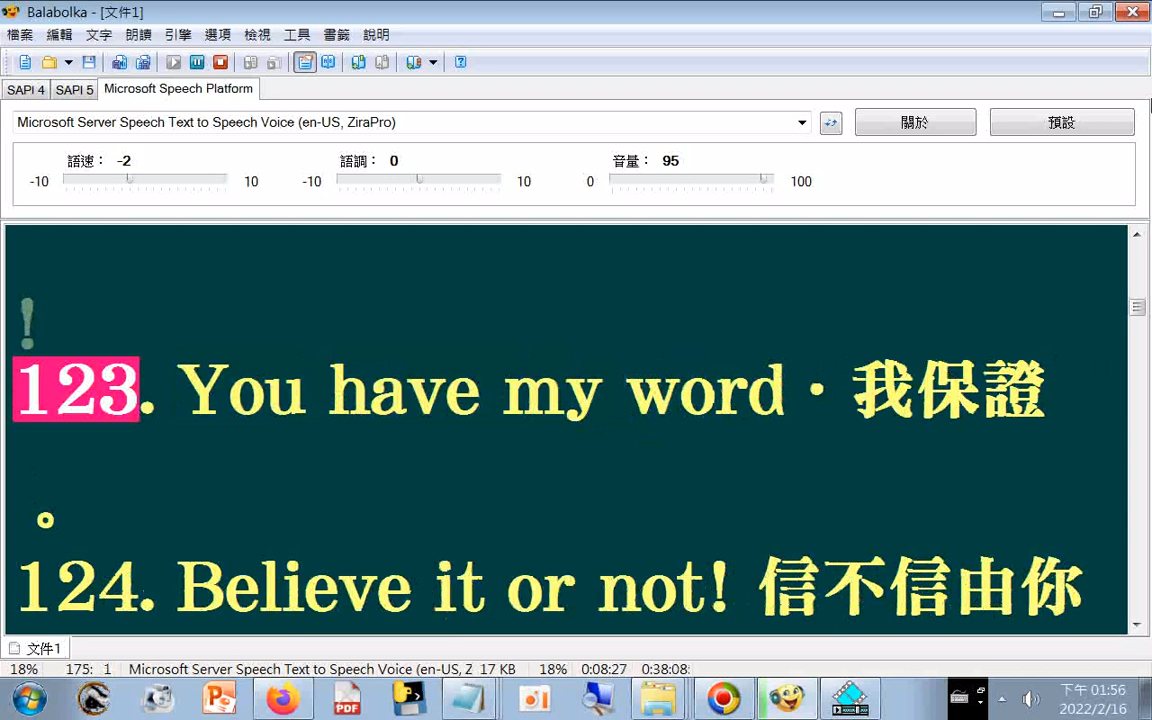 Balabolka - [文件1]
檔案 編輯 文字 朗讀 引擎 選項 檢視 工具 書籤 說明
SAPI 4 SAPI 5 Microsoft Speech Platform
Microsoft Server Speech Text to Speech Voice (en-US, ZiraPro) 關於 預設
語速： -2 語調： 0 音量： 95
-10 10 -10 10 0 100
!
123. You have my word．我保證
。
124. Believe it or not! 信不信由你
文件1
18% 175: 1 Microsoft Server Speech Text to Speech Voice (en-US, Z 17 KB 18% 0:08:27 0:38:08
下午 01:56
2022/2/16